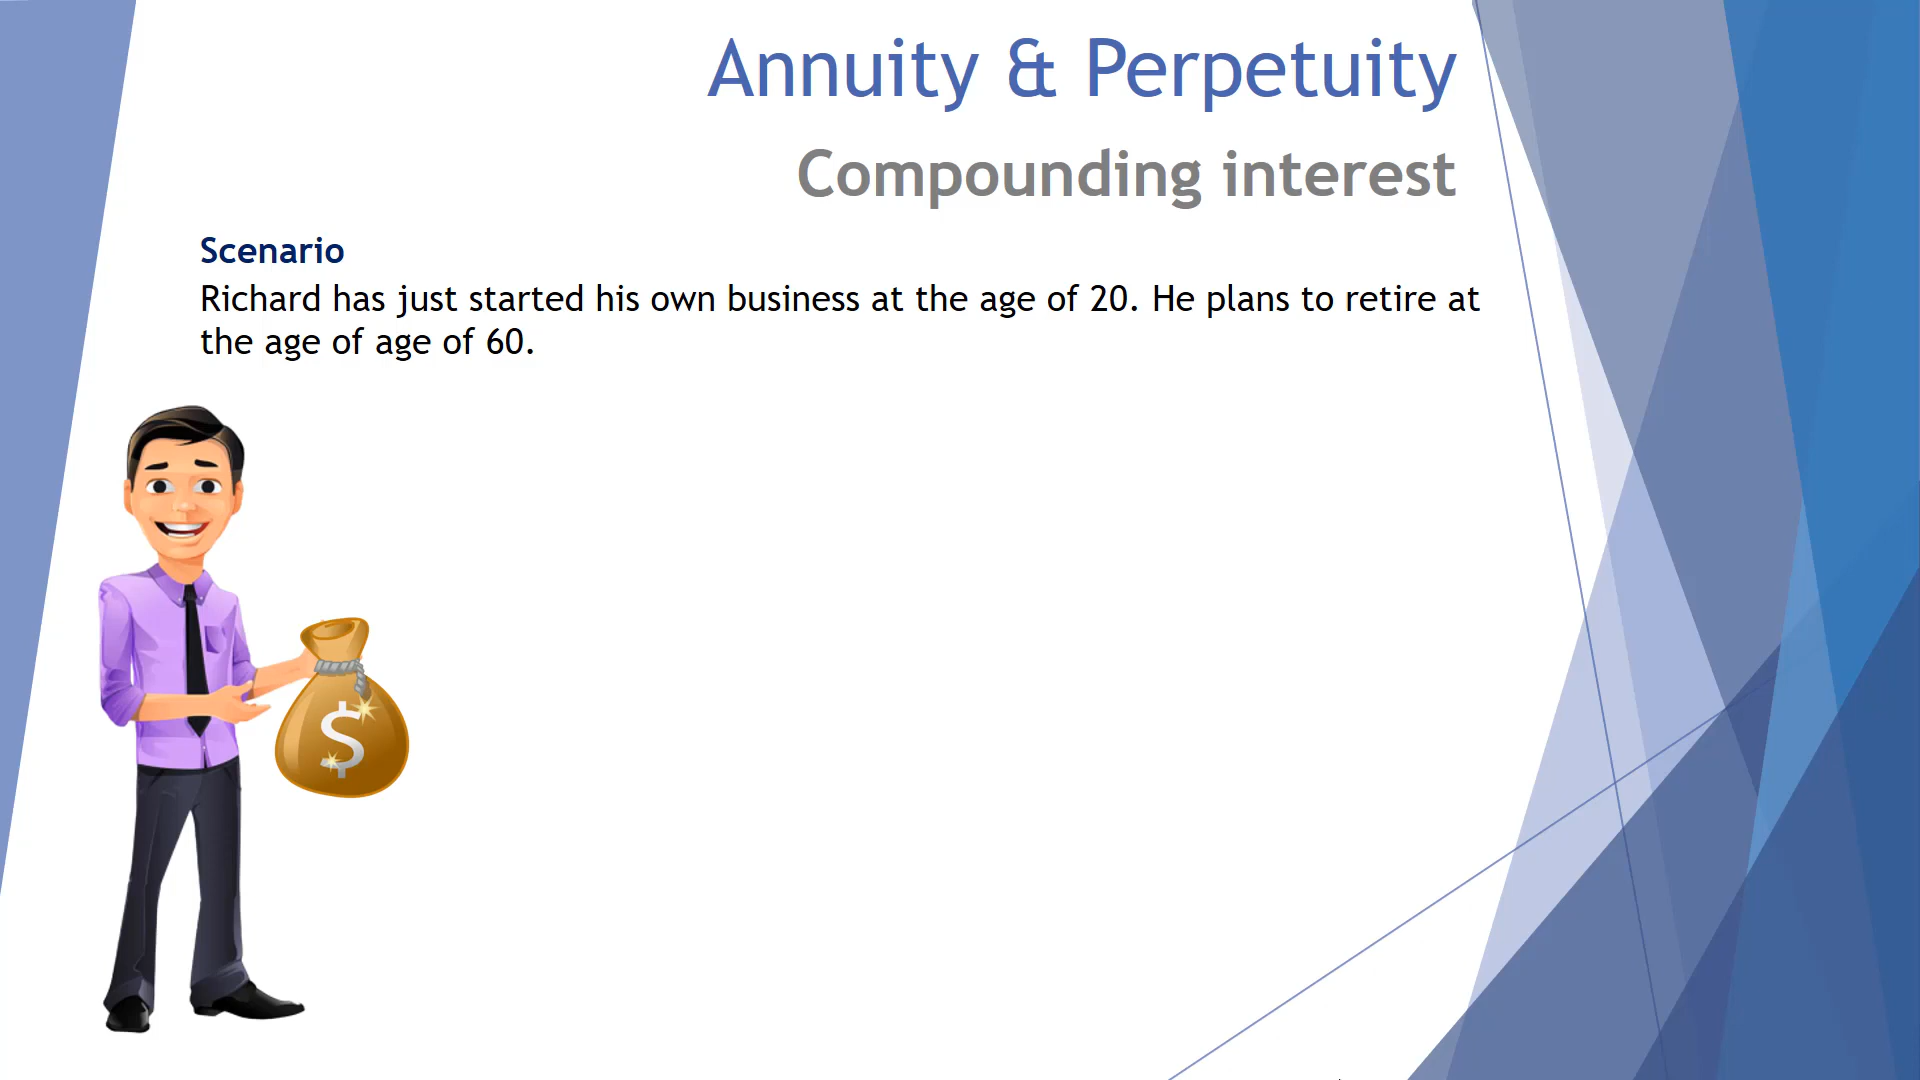 Annuity & Perpetuity
Compounding interest
Scenario
Richard has just started his own business at the age of 20. He plans to retire at
the age of age of 60.
$